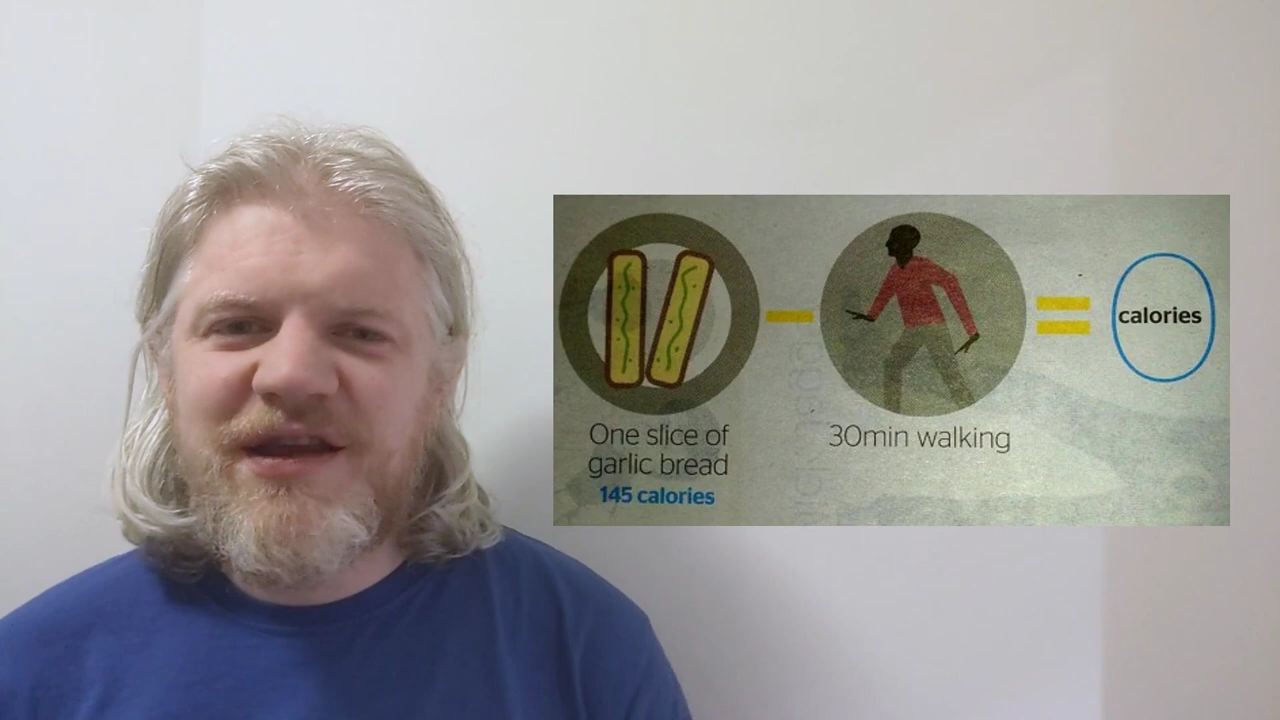 One slice of
garlic bread
145 calories
30min walking
calories